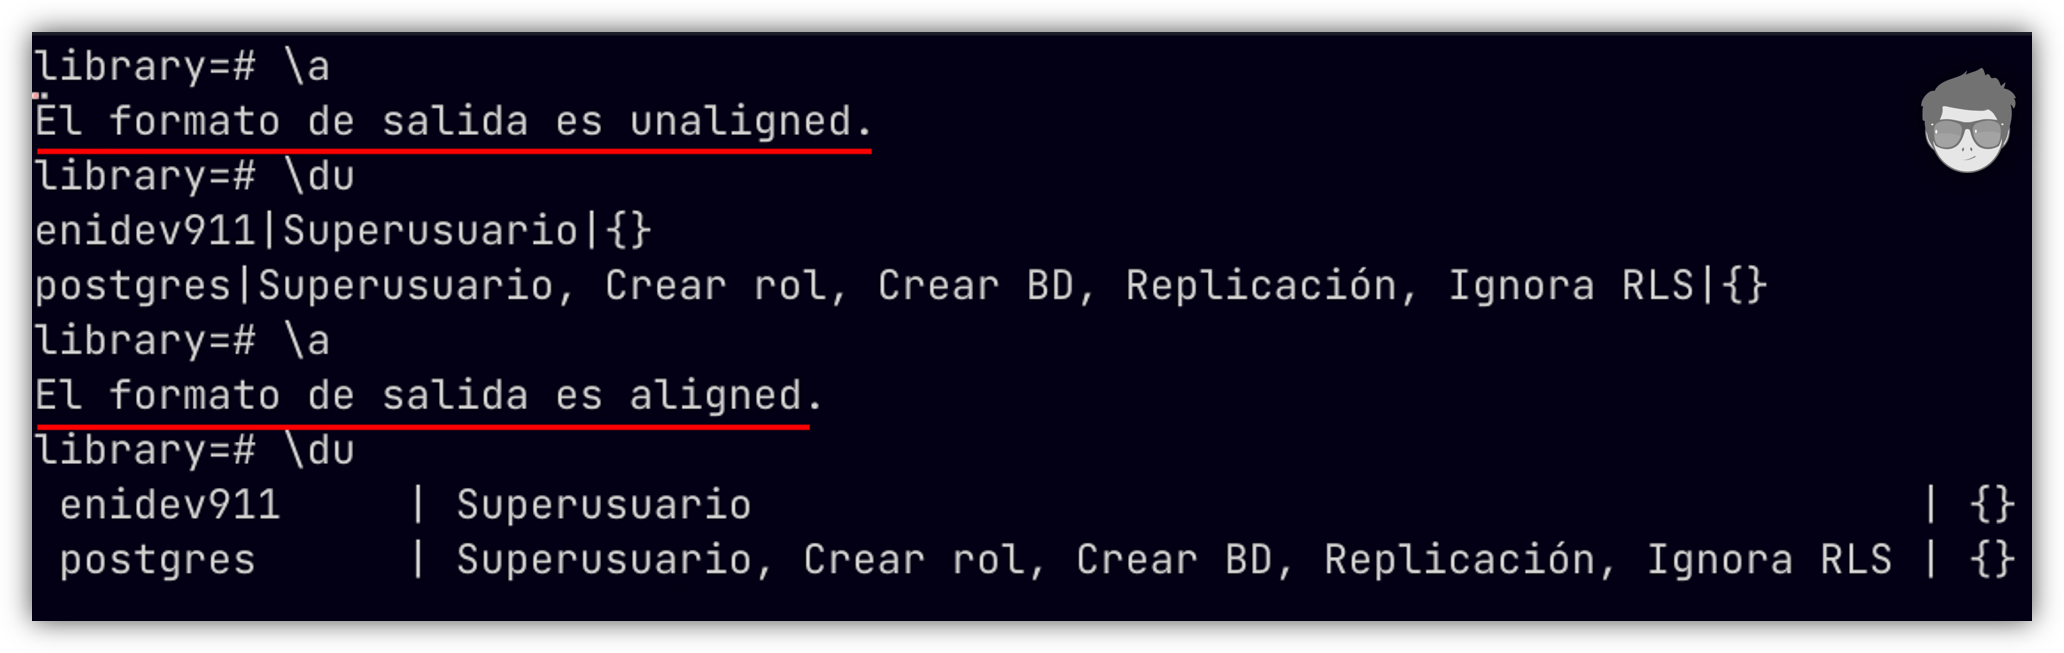 library=# \a
El formato de salida es unaligned.
library=# \du
enidev911|Superusuario|{}
postgres|Superusuario, Crear rol, Crear BD, Replicación, Ignora RLS|{}
library=# \a
El formato de salida es aligned.
library=# \du
 enidev911     | Superusuario                                               | {}
 postgres      | Superusuario, Crear rol, Crear BD, Replicación, Ignora RLS | {}